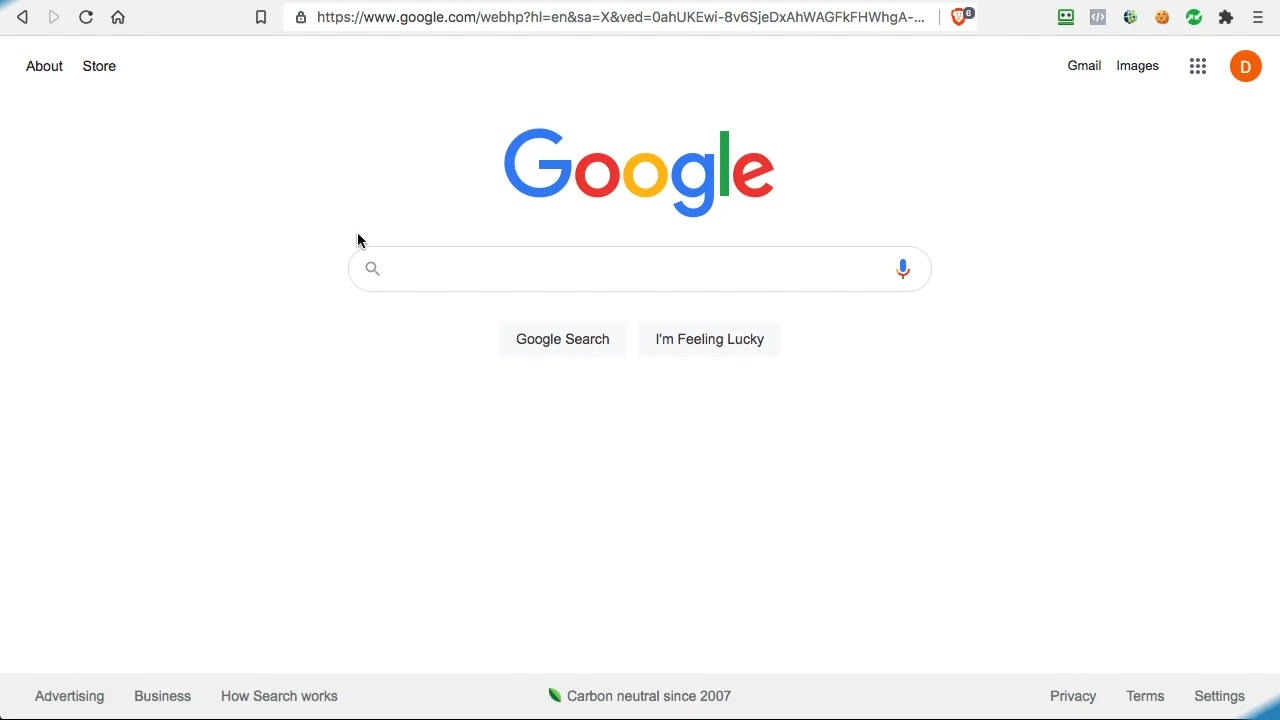 https://www.google.com/webhp?hl=en&sa=X&ved=0ahUKEwi-8v6SjeDxAhWAGFkFHWhgA-...
6
About Store
Gmail Images
D
Google
Google Search I'm Feeling Lucky
Advertising Business How Search works Carbon neutral since 2007 Privacy Terms Settings